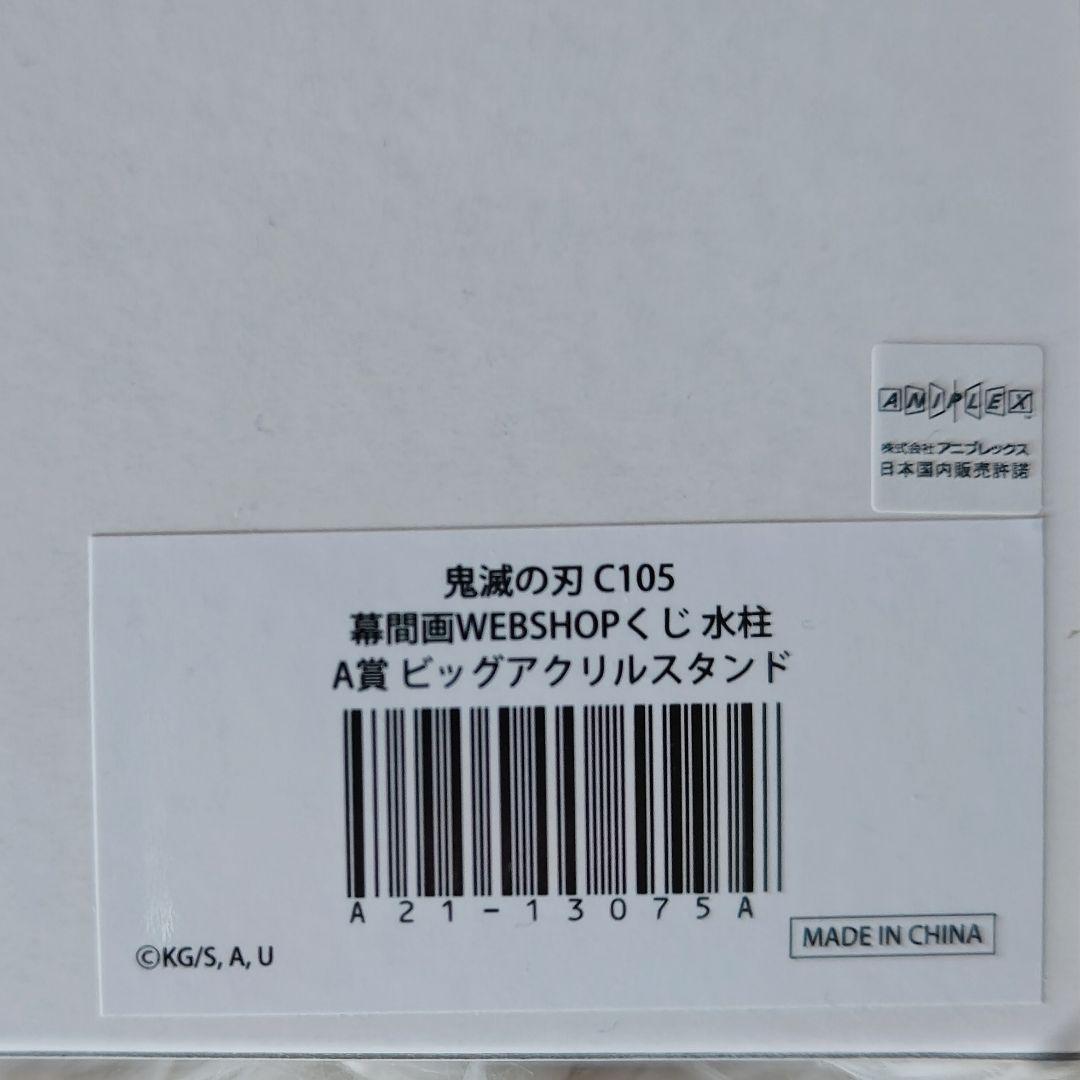 ANIPLEX
株式会社アニプレックス
日本国内販売許諾
鬼滅の刃 C105
幕間画WEBSHOPくじ 水柱
A賞 ビッグアクリルスタンド
A21-13075A
©KG/S, A, U
MADE IN CHINA